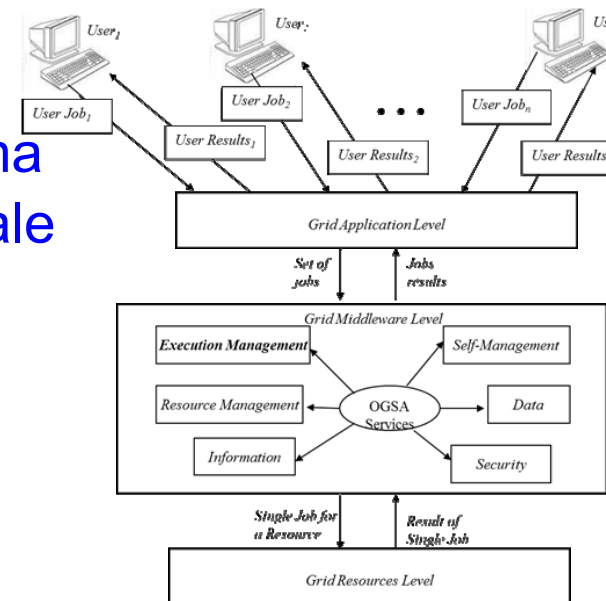 User1
User2
Us
User Job1
User Job2
User Jobn
User Results1
User Results2
User Results
• • •
na
ale
Grid Application Level
Set of
jobs
Jobs
results
Grid Middleware Level
Execution Management
Self-Management
Resource Management
OGSA
Services
Data
Information
Security
Single Job for
a Resource
Result of
Single Job
Grid Resources Level